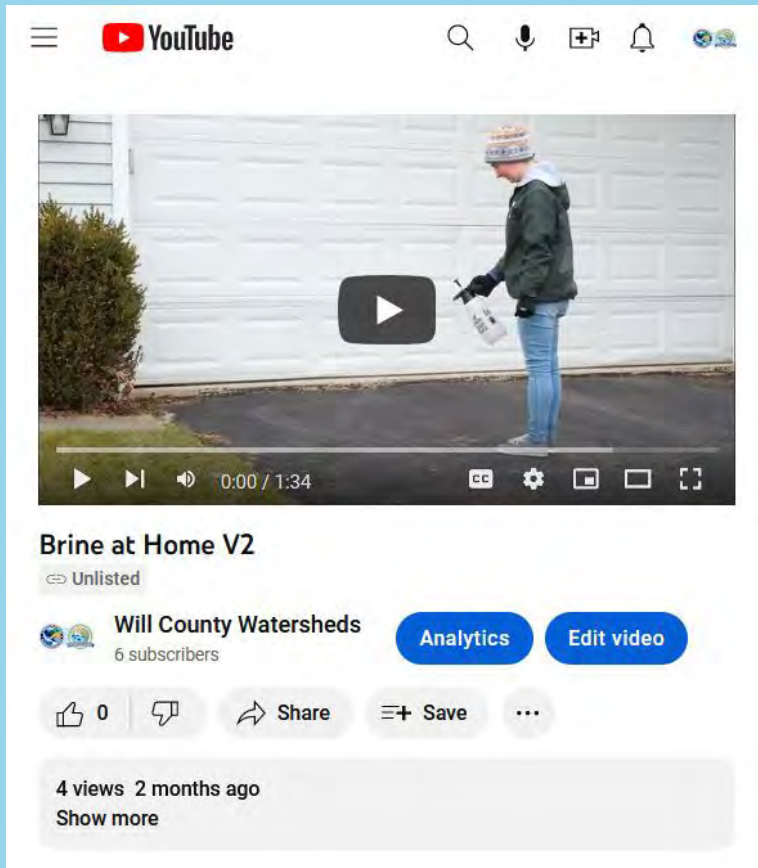 YouTube
0:00 / 1:34
CC
Brine at Home V2
Unlisted
Will County Watersheds
6 subscribers
Analytics
Edit video
0
Share
Save
4 views 2 months ago
Show more